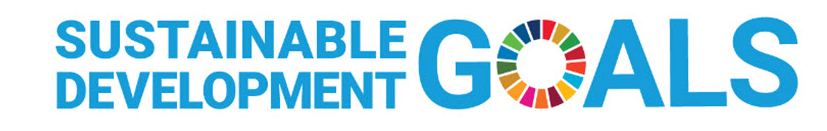 SUSTAINABLE
DEVELOPMENT
GOALS